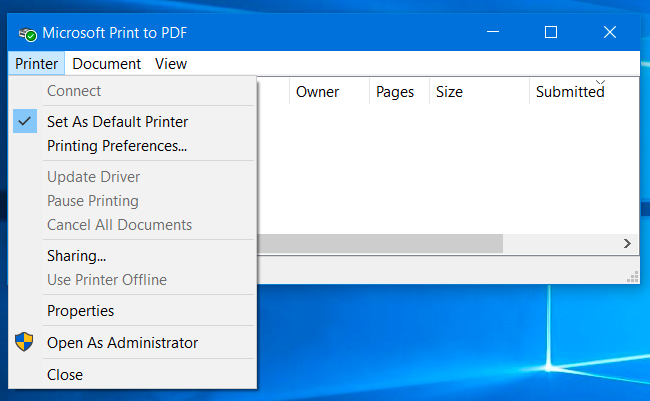 Microsoft Print to PDF
Printer Document View
Owner Pages Size Submitted
Connect
Set As Default Printer
Printing Preferences...
Update Driver
Pause Printing
Cancel All Documents
Sharing...
Use Printer Offline
Properties
Open As Administrator
Close